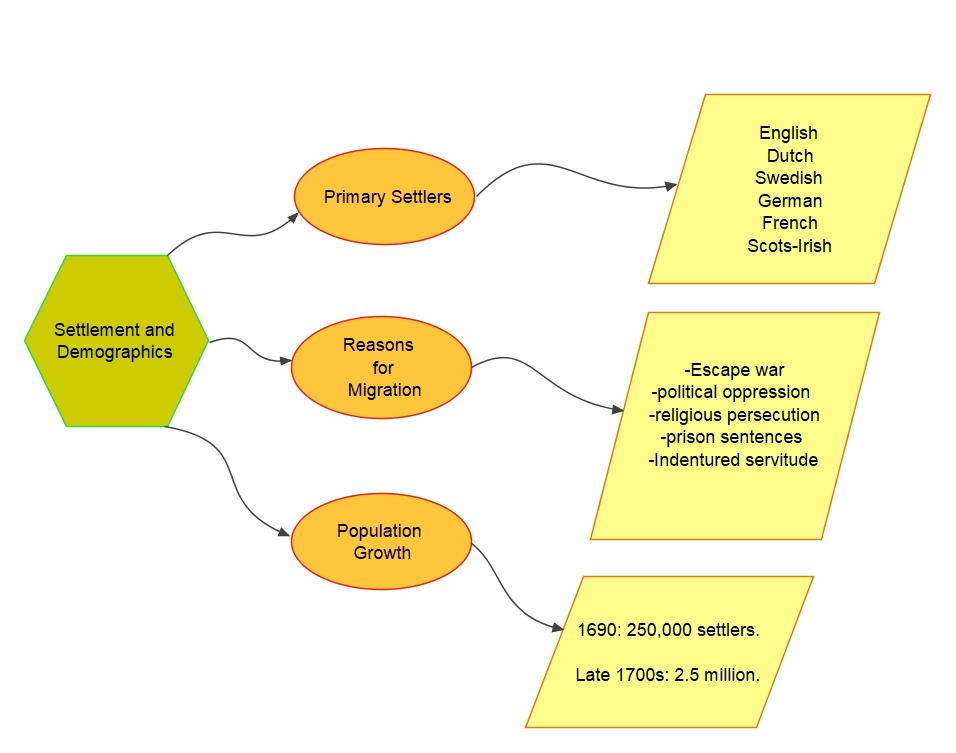 Settlement and
Demographics
Primary Settlers
English
Dutch
Swedish
German
French
Scots-Irish
Reasons
for
Migration
-Escape war
-political oppression
-religious persecution
-prison sentences
-Indentured servitude
Population
Growth
1690: 250,000 settlers.
Late 1700s: 2.5 million.